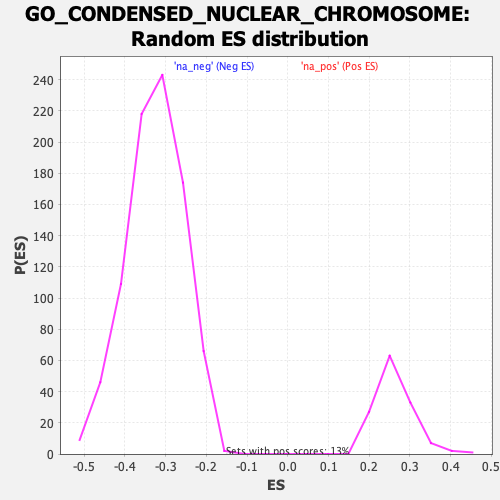 GO_CONDENSED_NUCLEAR_CHROMOSOME:
Random ES distribution
'na_neg' (Neg ES)
'na_pos' (Pos ES)
240
220
200
180
160
140
120
100
80
60
40
20
0
P(ES)
Sets with pos scores: 13%
-0.5 -0.4 -0.3 -0.2 -0.1 0.0 0.1 0.2 0.3 0.4 0.5
ES